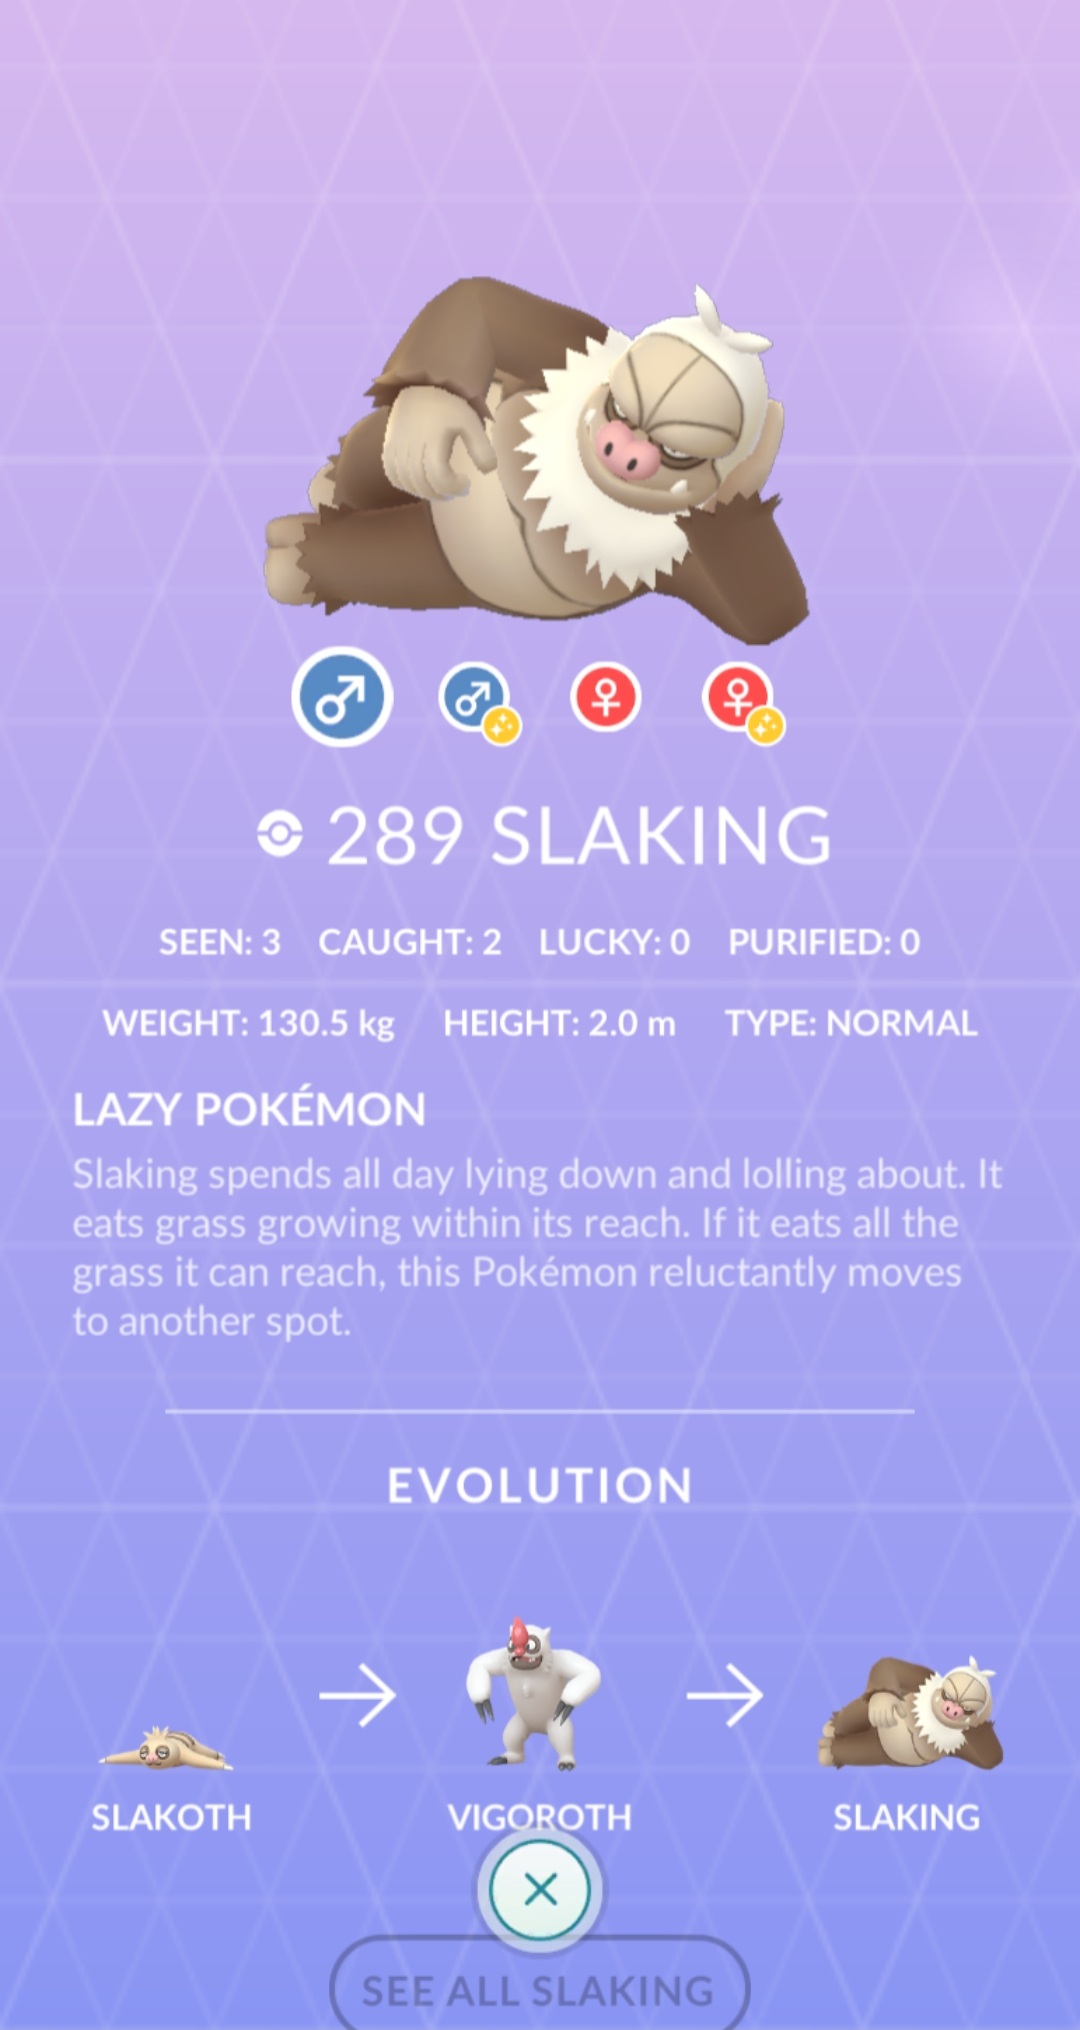 289 SLAKING
SEEN: 3 CAUGHT: 2 LUCKY: 0 PURIFIED: 0
WEIGHT: 130.5 kg HEIGHT: 2.0 m TYPE: NORMAL
LAZY POKÉMON
Slaking spends all day lying down and lolling about. It
eats grass growing within its reach. If it eats all the
grass it can reach, this Pokémon reluctantly moves
to another spot.
EVOLUTION
SLAKOTH VIGOROTH SLAKING
SEE ALL SLAKING